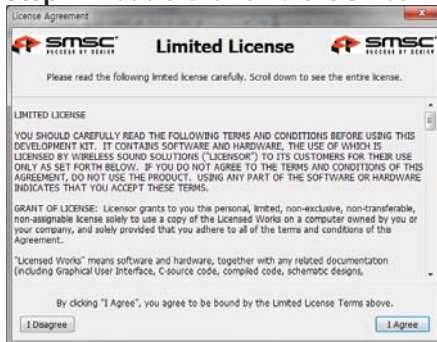 License Agreement
SMSC
SUCCESS BY DESIGN
Limited License
SMSC
SUCCESS BY DESIGN
Please read the following limited license carefully. Scroll down to see the entire license.
LIMITED LICENSE
YOU SHOULD CAREFULLY READ THE FOLLOWING TERMS AND CONDITIONS BEFORE USING THIS
DEVELOPMENT KIT. IT CONTAINS SOFTWARE AND HARDWARE, THE USE OF WHICH IS
LICENSED BY WIRELESS SOUND SOLUTIONS ("LICENSOR") TO ITS CUSTOMERS FOR THEIR USE
ONLY AS SET FORTH BELOW. IF YOU DO NOT AGREE TO THE TERMS AND CONDITIONS OF THIS
AGREEMENT, DO NOT USE THE PRODUCT. USING ANY PART OF THE SOFTWARE OR HARDWARE
INDICATES THAT YOU ACCEPT THESE TERMS.
GRANT OF LICENSE: Licensor grants to you this personal, limited, non-exclusive, non-transferable,
non-assignable license solely to use a copy of the Licensed Works on a computer owned by you or
your company, and solely provided that you adhere to all of the terms and conditions of this
Agreement.
"Licensed Works" means software and hardware, together with any related documentation
(including Graphical User Interface, C-source code, compiled code, schematic designs,
By clicking "I Agree", you agree to be bound by the Limited License Terms above.
I Disagree
I Agree